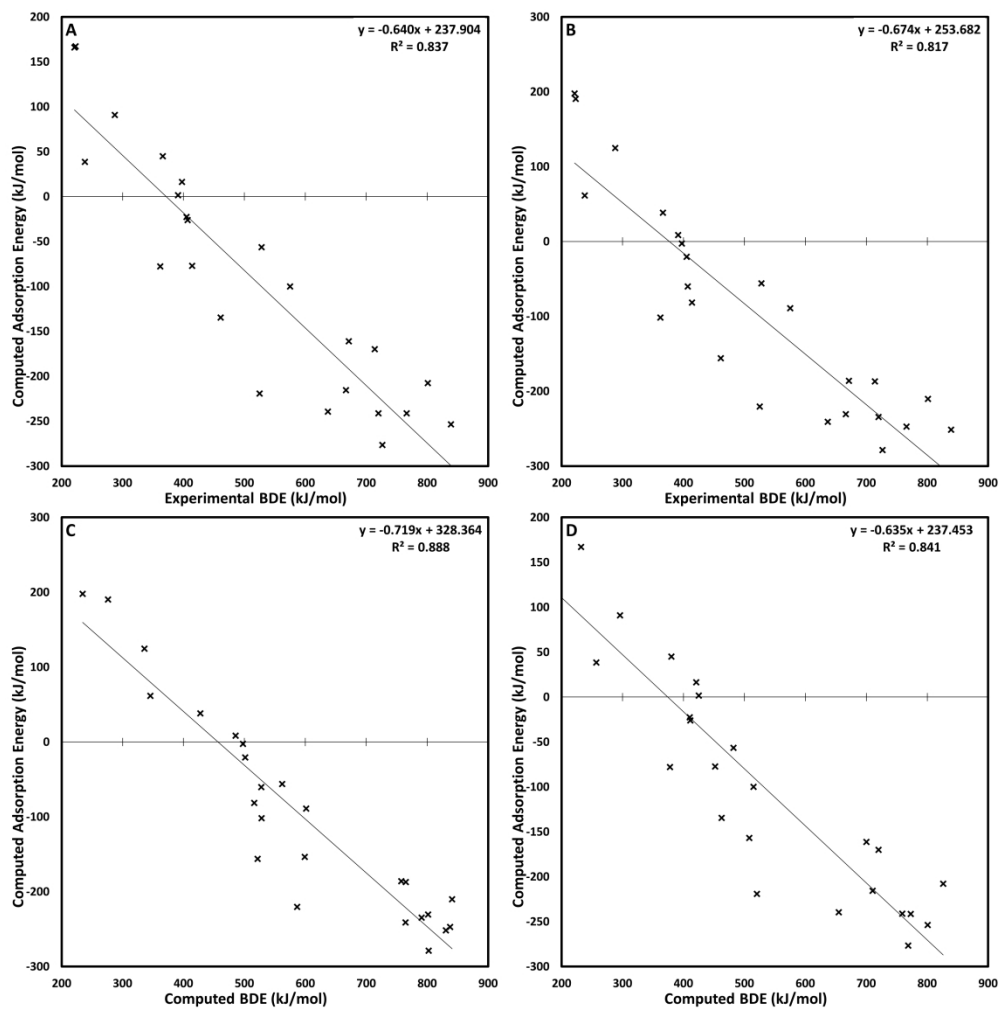 A
y = -0.640x + 237.904
R² = 0.837
200
150
100
50
0
-50
-100
-150
-200
-250
-300
Computed Adsorption Energy (kJ/mol)
200 300 400 500 600 700 800 900
Experimental BDE (kJ/mol)
B
y = -0.674x + 253.682
R² = 0.817
300
200
100
0
-100
-200
-300
Computed Adsorption Energy (kJ/mol)
200 300 400 500 600 700 800 900
Experimental BDE (kJ/mol)
C
y = -0.719x + 328.364
R² = 0.888
300
200
100
0
-100
-200
-300
Computed Adsorption Energy (kJ/mol)
200 300 400 500 600 700 800 900
Computed BDE (kJ/mol)
D
y = -0.635x + 237.453
R² = 0.841
200
150
100
50
0
-50
-100
-150
-200
-250
-300
Computed Adsorption Energy (kJ/mol)
200 300 400 500 600 700 800 900
Computed BDE (kJ/mol)